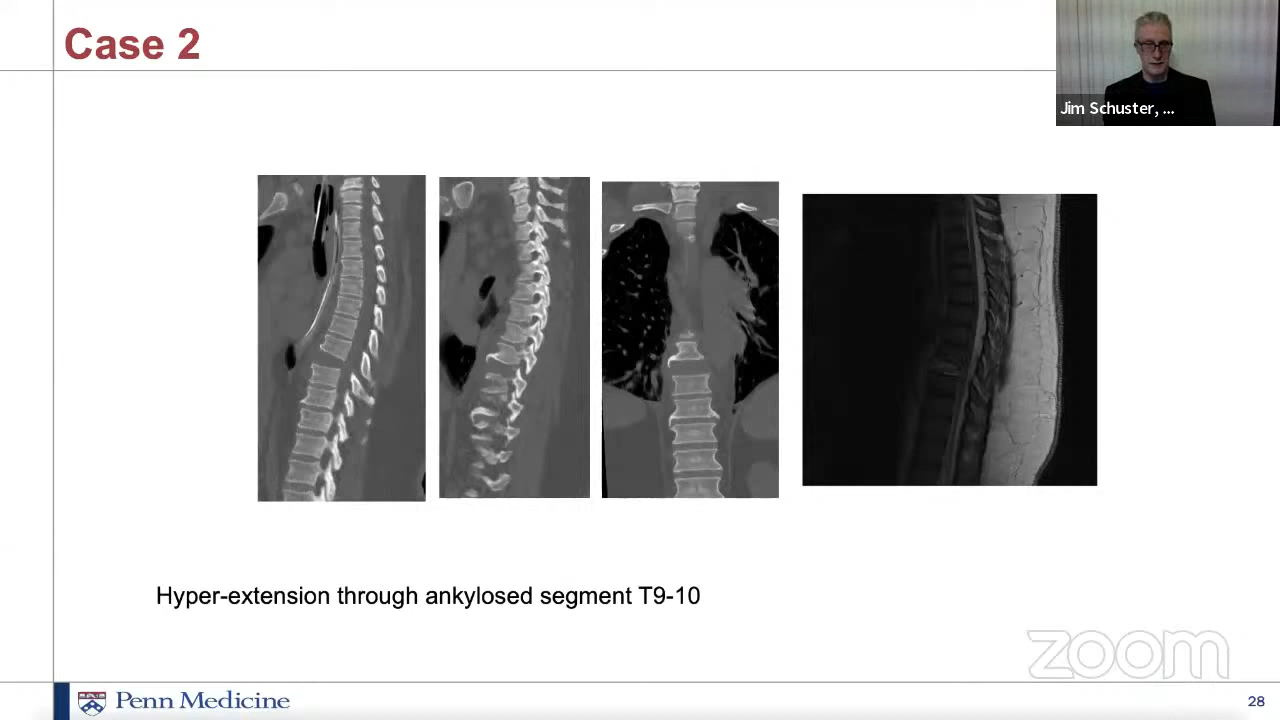 Case 2
Jim Schuster, ...
Hyper-extension through ankylosed segment T9-10
zoom
Penn Medicine
28